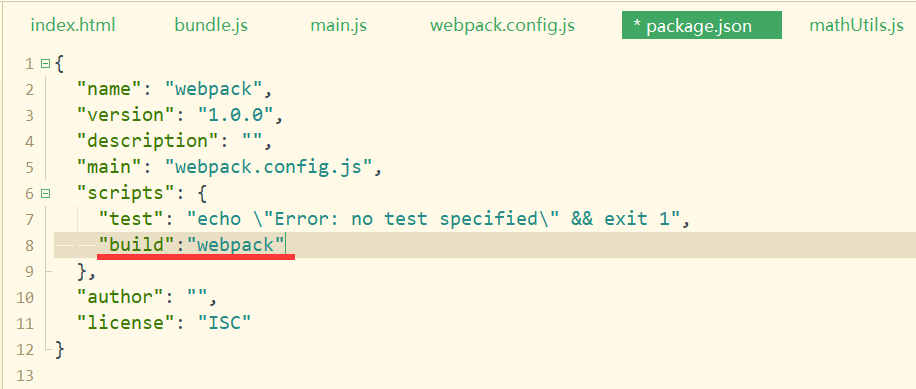 index.html bundle.js main.js webpack.config.js * package.json mathUtils.js
1 {
2 "name": "webpack",
3 "version": "1.0.0",
4 "description": "",
5 "main": "webpack.config.js",
6 "scripts": {
7 "test": "echo \"Error: no test specified\" && exit 1",
8 "build":"webpack"
9 },
10 "author": "",
11 "license": "ISC"
12 }
13